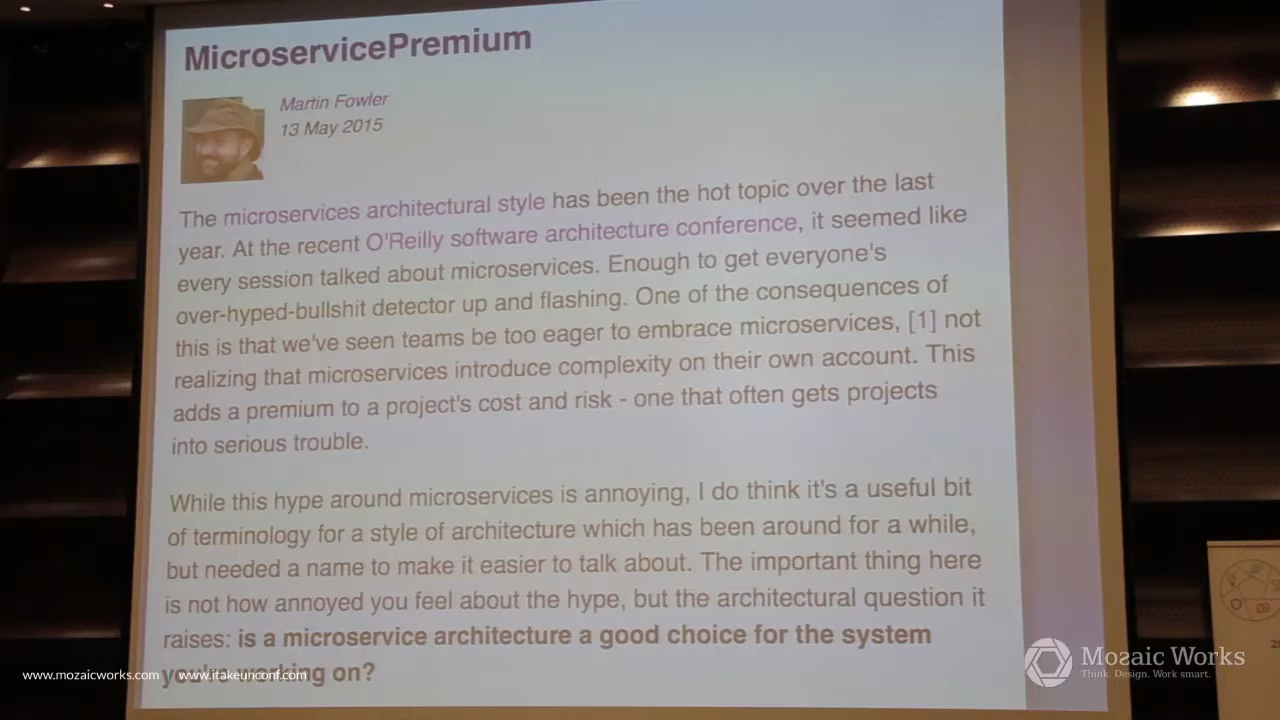 MicroservicePremium
Martin Fowler
13 May 2015
The microservices architectural style has been the hot topic over the last
year. At the recent O'Reilly software architecture conference, it seemed like
every session talked about microservices. Enough to get everyone's
over-hyped-bullshit detector up and flashing. One of the consequences of
this is that we've seen teams be too eager to embrace microservices, [1] not
realizing that microservices introduce complexity on their own account. This
adds a premium to a project's cost and risk - one that often gets projects
into serious trouble.
While this hype around microservices is annoying, I do think it's a useful bit
of terminology for a style of architecture which has been around for a while,
but needed a name to make it easier to talk about. The important thing here
is not how annoyed you feel about the hype, but the architectural question it
raises: is a microservice architecture a good choice for the system
you're working on?
www.mozaicworks.com www.itakeunconf.com
Mozaic Works
Think. Design. Work smart.